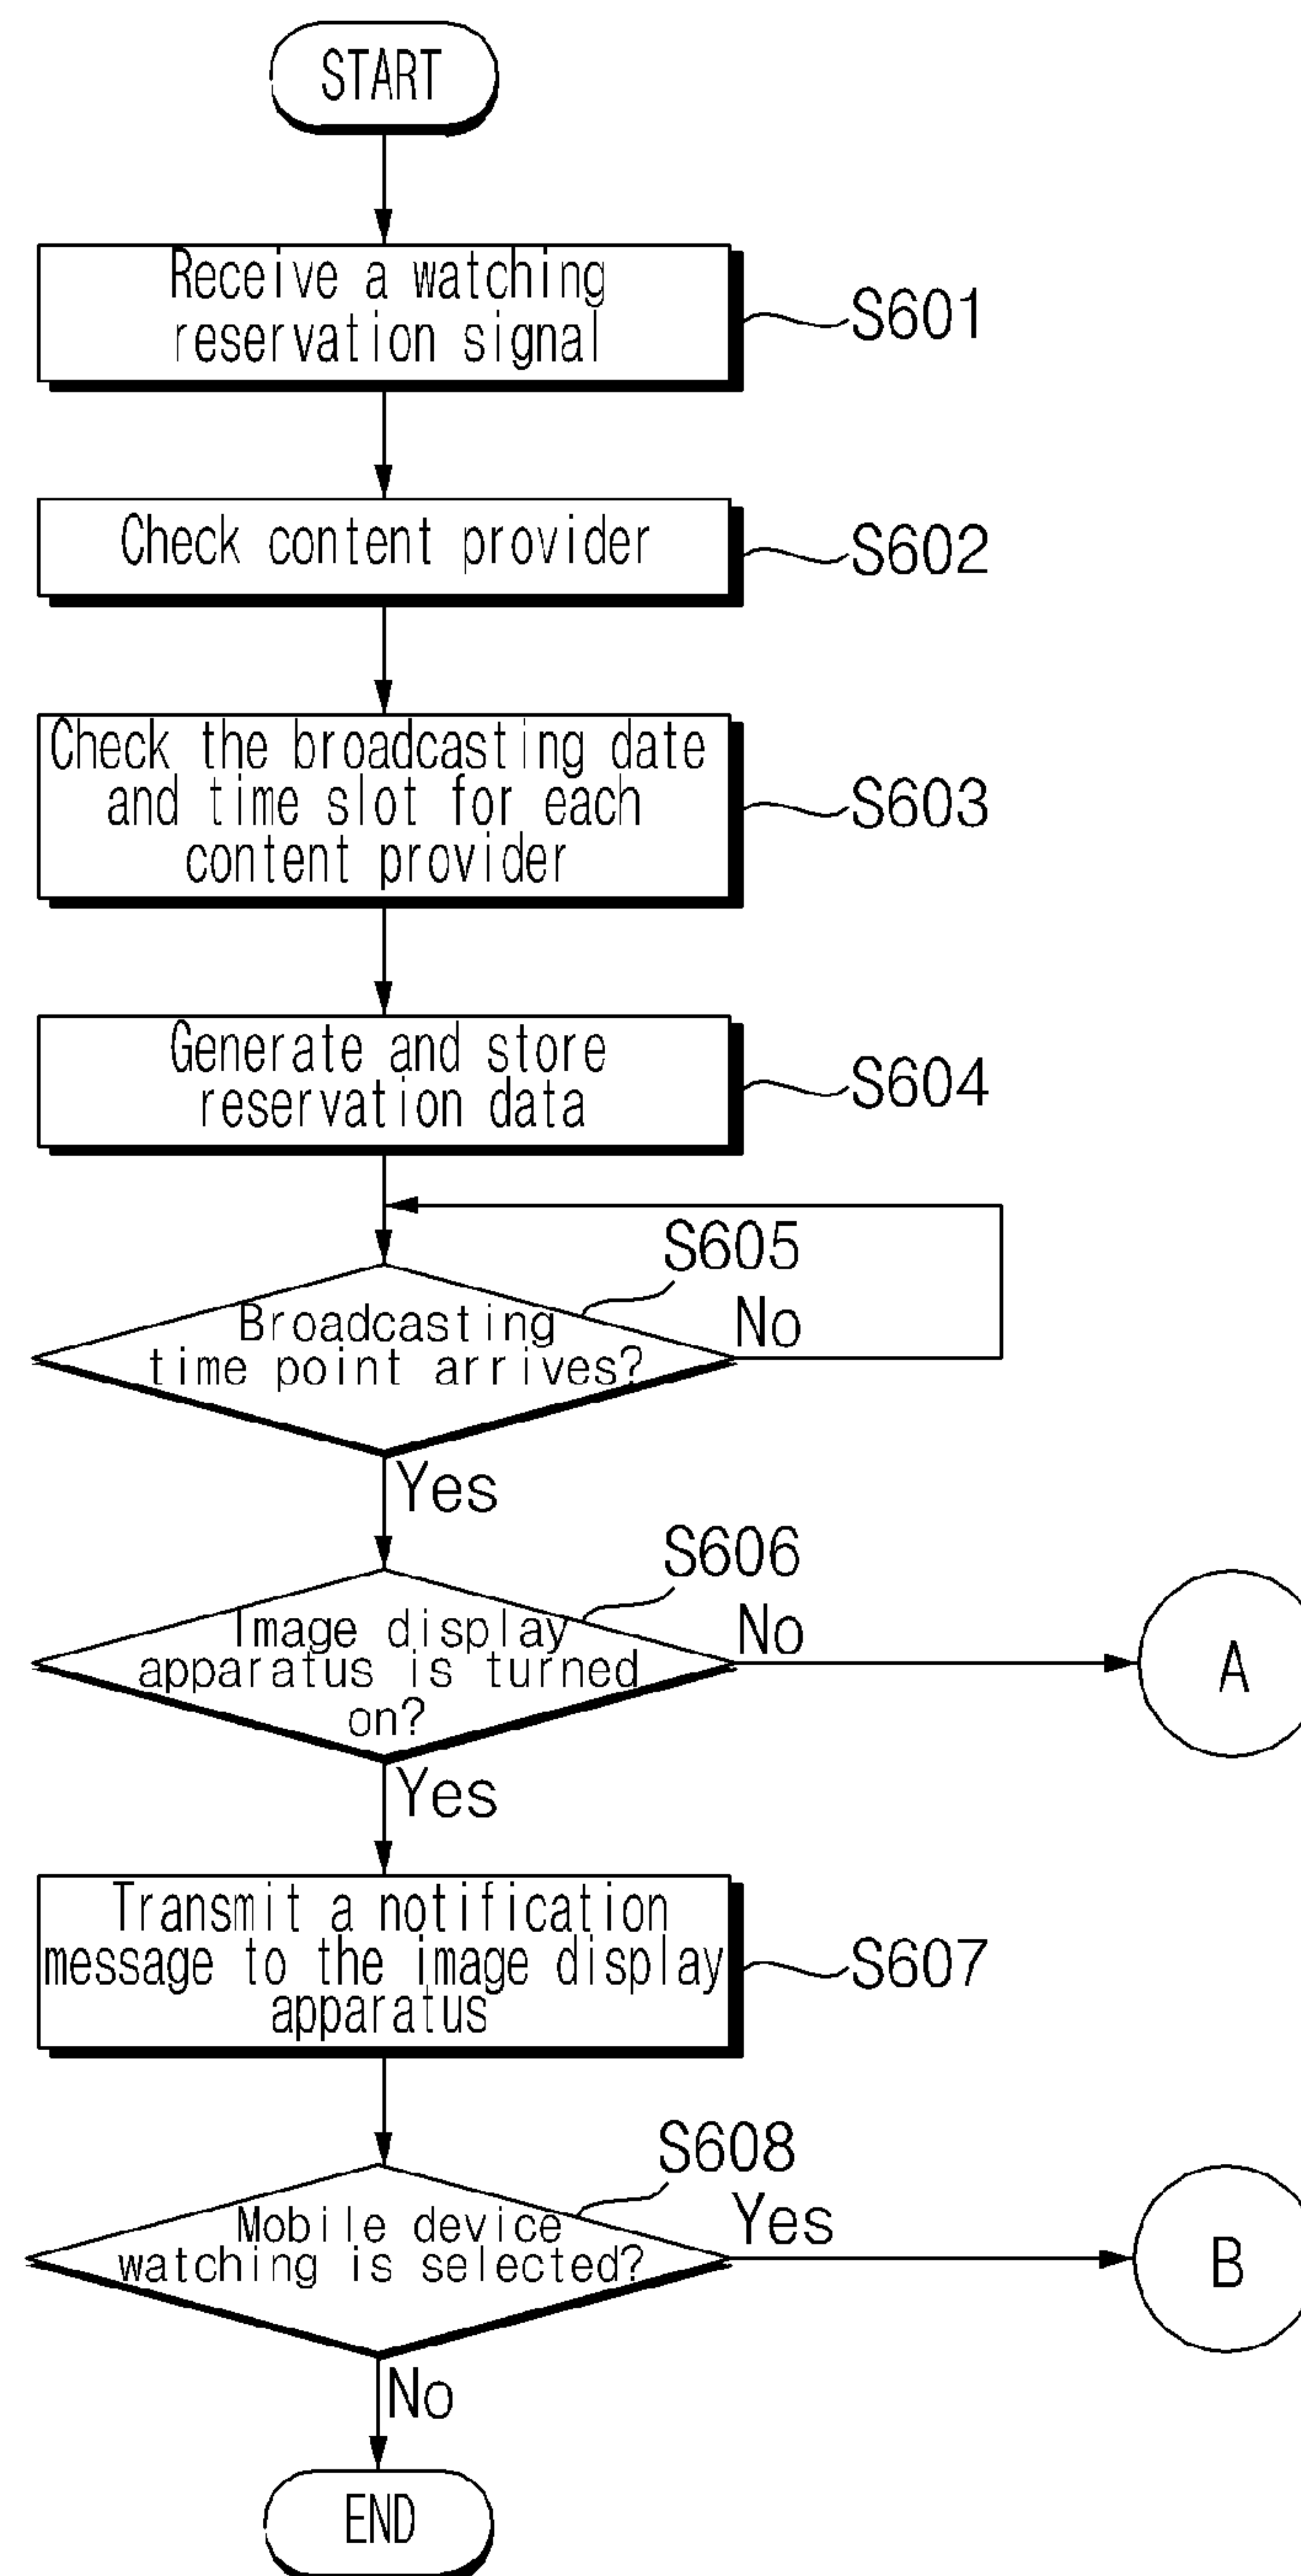 START
Receive a watching
reservation signal
S601
Check content provider
S602
Check the broadcasting date
and time slot for each
content provider
S603
Generate and store
reservation data
S604
S605
Broadcasting
time point arrives?
No
Yes
S606
Image display
apparatus is turned
on?
No
A
Yes
Transmit a notification
message to the image display
apparatus
S607
S608
Mobile device
watching is selected?
Yes
B
No
END